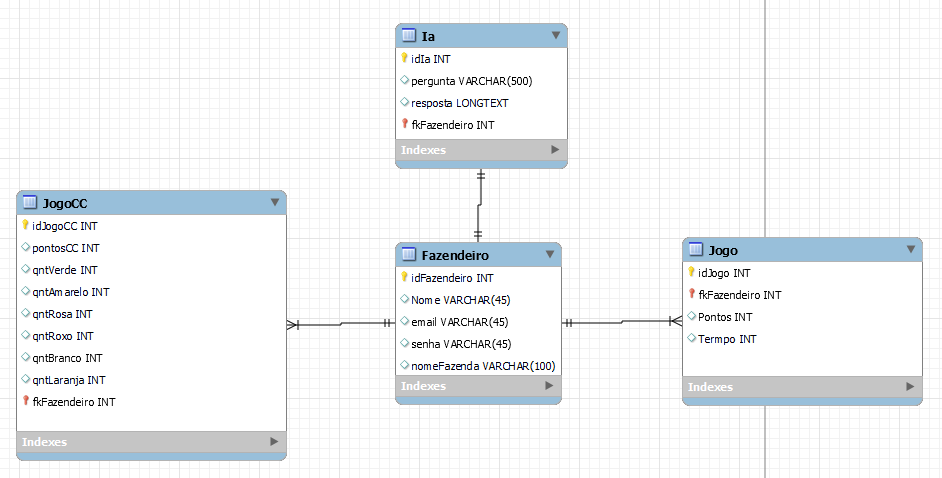 Ia
idIa INT
pergunta VARCHAR(500)
resposta LONGTEXT
fkFazendeiro INT
Indexes
JogoCC
idJogoCC INT
pontosCC INT
qntVerde INT
qntAmarelo INT
qntRosa INT
qntRoxo INT
qntBranco INT
qntLaranja INT
fkFazendeiro INT
Indexes
Fazendeiro
idFazendeiro INT
Nome VARCHAR(45)
email VARCHAR(45)
senha VARCHAR(45)
nomeFazenda VARCHAR(100)
Indexes
Jogo
idJogo INT
fkFazendeiro INT
Pontos INT
Termpo INT
Indexes